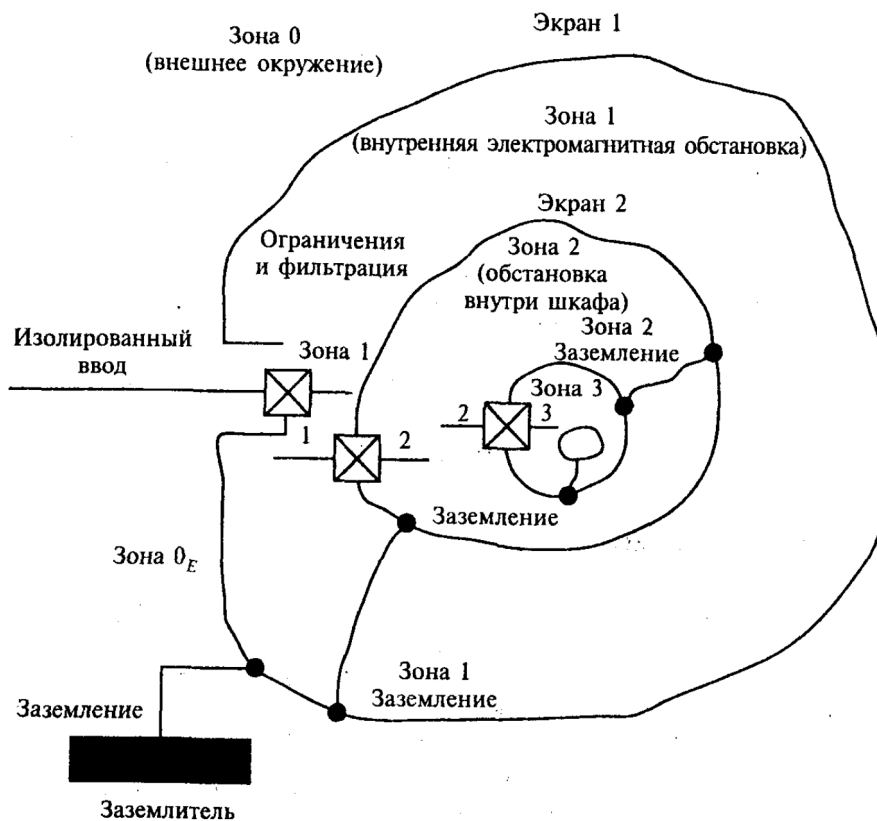 Зона 0
(внешнее окружение)
Экран 1
Зона 1
(внутренняя электромагнитная обстановка)
Экран 2
Ограничения
и фильтрация
Зона 2
(обстановка
внутри шкафа)
Изолированный
ввод
Зона 1
Зона 2
Заземление
Зона 3
2
3
1
2
Заземление
Зона 0E
Зона 1
Заземление
Заземление
Заземлитель